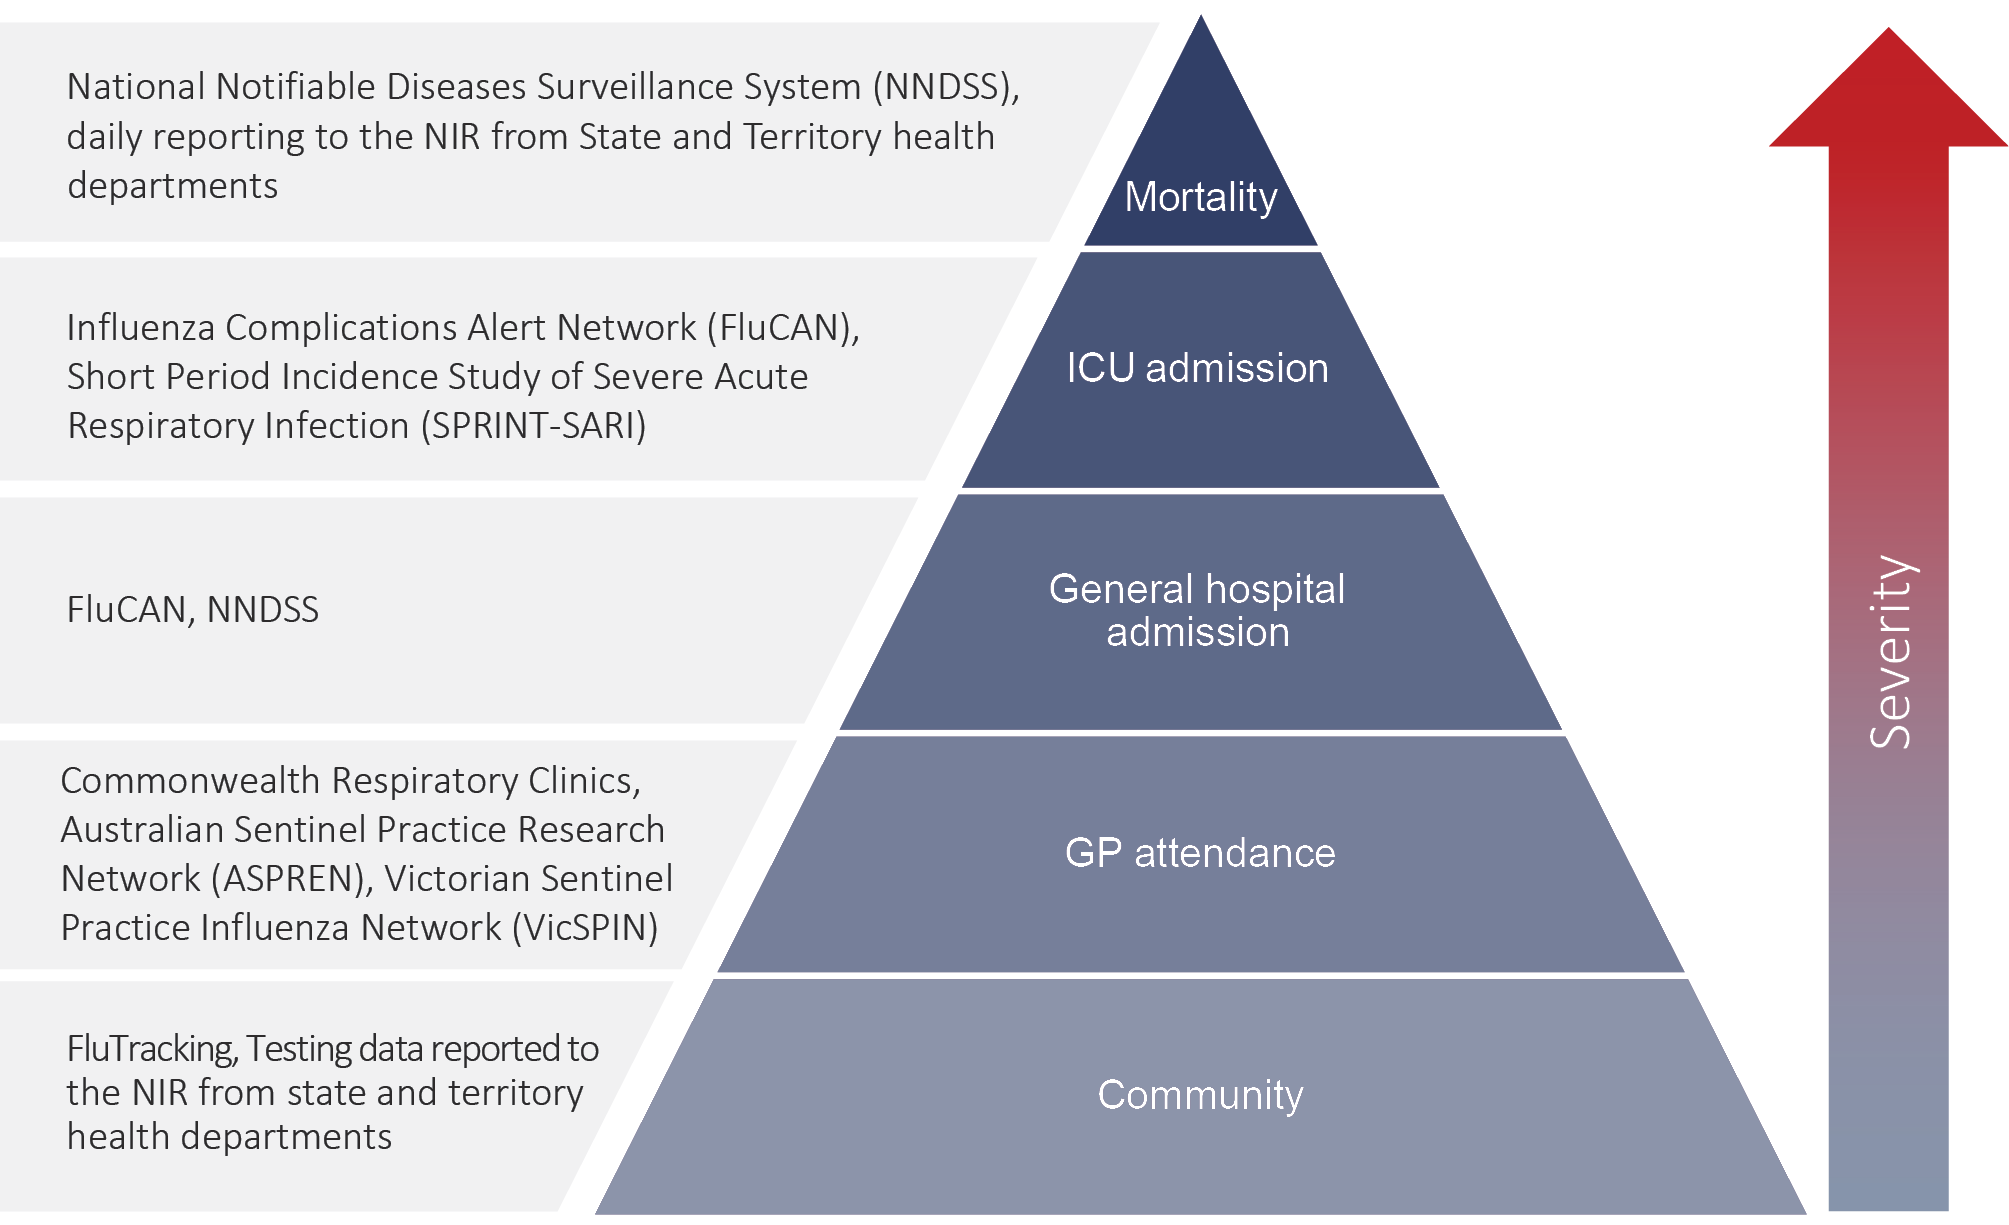 National Notifiable Diseases Surveillance System (NNDSS),
daily reporting to the NIR from State and Territory health
departments
Mortality
Influenza Complications Alert Network (FluCAN),
Short Period Incidence Study of Severe Acute
Respiratory Infection (SPRINT-SARI)
ICU admission
FluCAN, NNDSS
General hospital
admission
Commonwealth Respiratory Clinics,
Australian Sentinel Practice Research
Network (ASPREN), Victorian Sentinel
Practice Influenza Network (VicSPIN)
GP attendance
FluTracking, Testing data reported to
the NIR from state and territory
health departments
Community
Severity